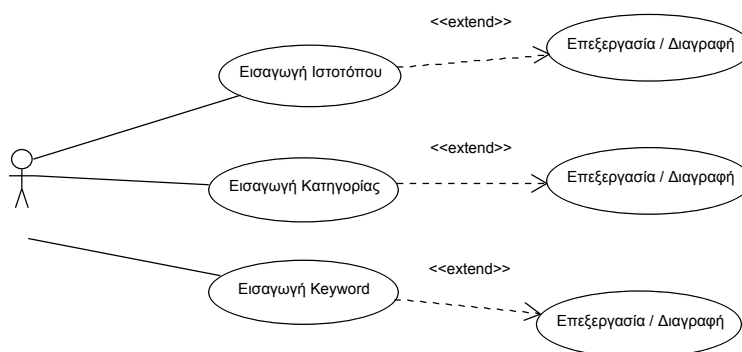 <<extend>>
Εισαγωγή Ιστοτόπου
Επεξεργασία / Διαγραφή
<<extend>>
Εισαγωγή Κατηγορίας
Επεξεργασία / Διαγραφή
<<extend>>
Εισαγωγή Keyword
Επεξεργασία / Διαγραφή